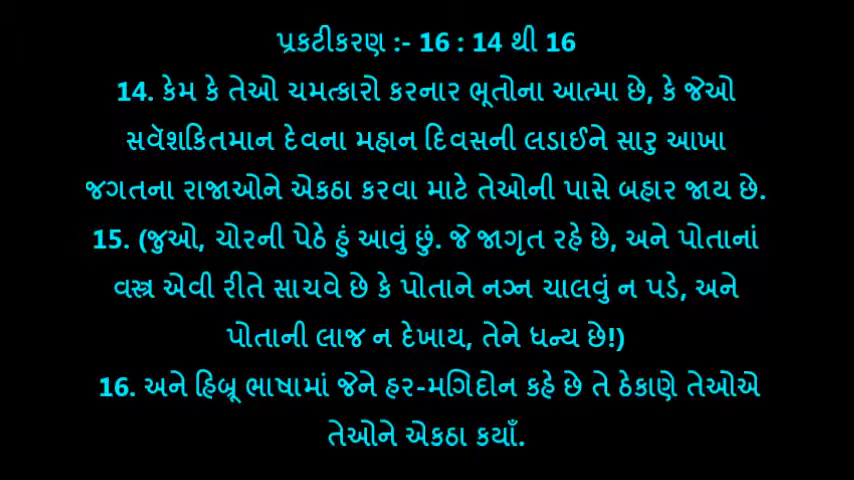 પ્રકટીકરણ :- 16 : 14 થી 16
14. કેમ કે તેઓ ચમત્કારો કરનાર ભૂતોના આત્મા છે, કે જેઓ
સર્વશકિતમાન દેવના મહાન દિવસની લડાઈને સારુ આખા
જગતના રાજાઓને એકઠા કરવા માટે તેઓની પાસે બહાર જાય છે.
15. (જુઓ, ચોરની પેઠે હું આવું છું. જે જાગૃત રહે છે, અને પોતાનાં
વસ્ત્ર એવી રીતે સાચવે છે કે પોતાને નગ્ન ચાલવું ન પડે, અને
પોતાની લાજ ન દેખાય, તેને ધન્ય છે!)
16. અને હિબ્રૂ ભાષામાં જેને હર-મગિદોન કહે છે તે ઠેકાણે તેઓએ
તેઓને એકઠા કર્યાં.